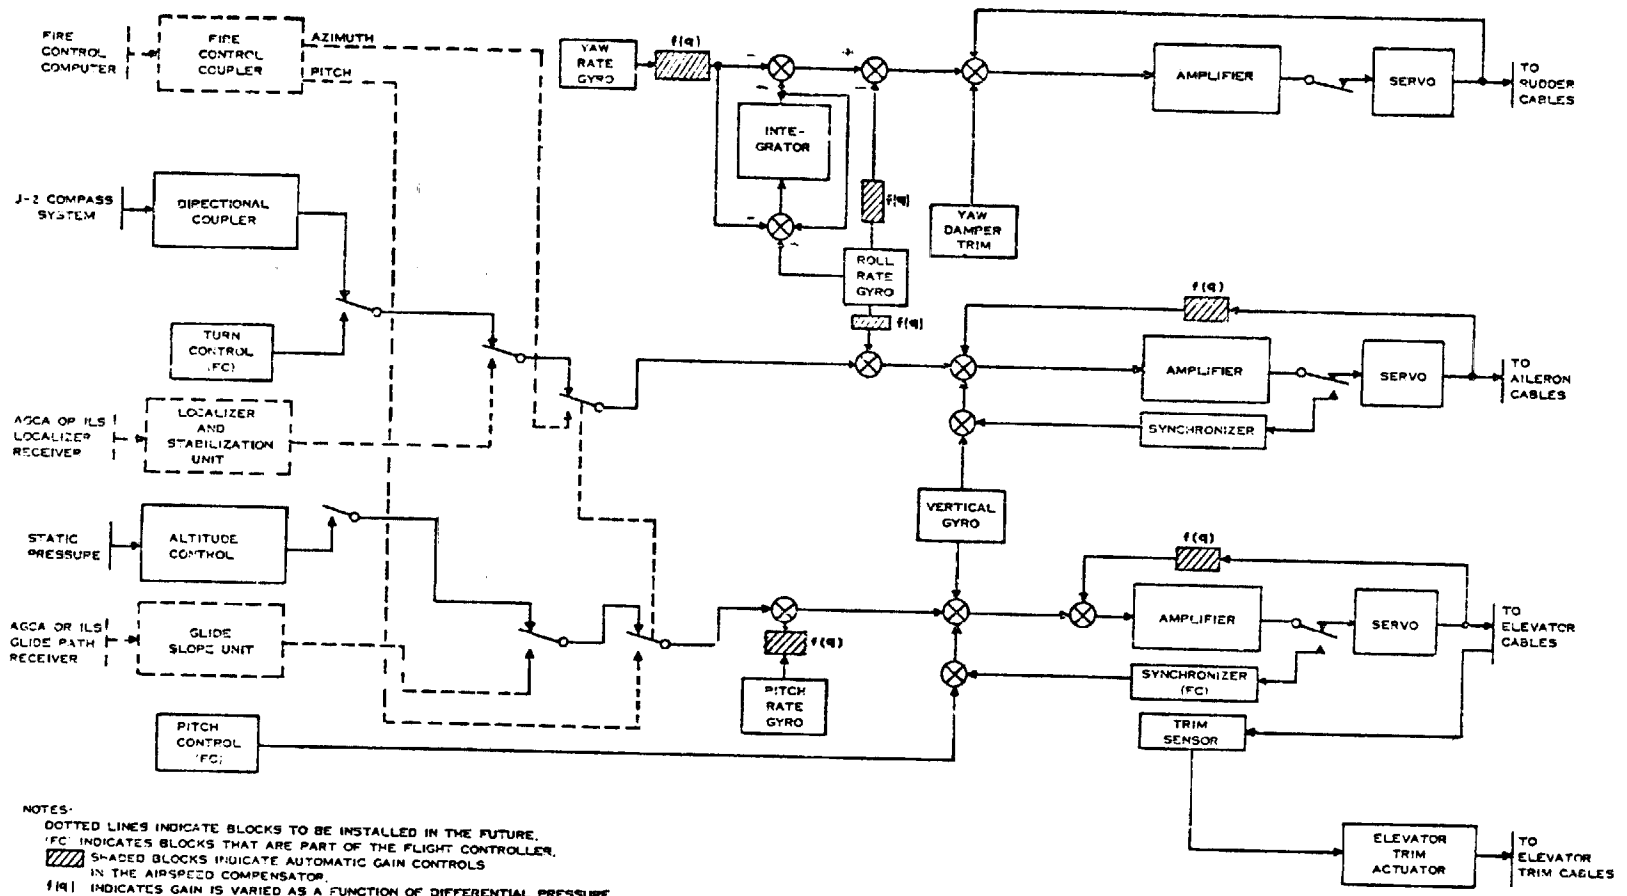 FIRE
CONTROL
COMPUTER
FIRE
CONTROL
COUPLER
AZIMUTH
PITCH
YAW
RATE
GYRO
f(q)
-
-
+
-
INTE-
GRATOR
-
-
f(q)
ROLL
RATE
GYRO
f(q)
YAW
DAMPER
TRIM
AMPLIFIER
SERVO
TO
RUDDER
CABLES
J-2 COMPASS
SYSTEM
DIRECTIONAL
COUPLER
TURN
CONTROL
(FC)
AGCA OR ILS
LOCALIZER
RECEIVER
LOCALIZER
AND
STABILIZATION
UNIT
f(q)
AMPLIFIER
SERVO
TO
AILERON
CABLES
SYNCHRONIZER
VERTICAL
GYRO
STATIC
PRESSURE
ALTITUDE
CONTROL
AGCA OR ILS
GLIDE PATH
RECEIVER
GLIDE
SLOPE UNIT
PITCH
CONTROL
(FC)
f(q)
PITCH
RATE
GYRO
f(q)
AMPLIFIER
SERVO
TO
ELEVATOR
CABLES
SYNCHRONIZER
(FC)
TRIM
SENSOR
ELEVATOR
TRIM
ACTUATOR
TO
ELEVATOR
TRIM CABLES
NOTES:
DOTTED LINES INDICATE BLOCKS TO BE INSTALLED IN THE FUTURE.
(FC) INDICATES BLOCKS THAT ARE PART OF THE FLIGHT CONTROLLER.
SHADED BLOCKS INDICATE AUTOMATIC GAIN CONTROLS
IN THE AIRSPEED COMPENSATOR.
f(q) INDICATES GAIN IS VARIED AS A FUNCTION OF DIFFERENTIAL PRESSURE